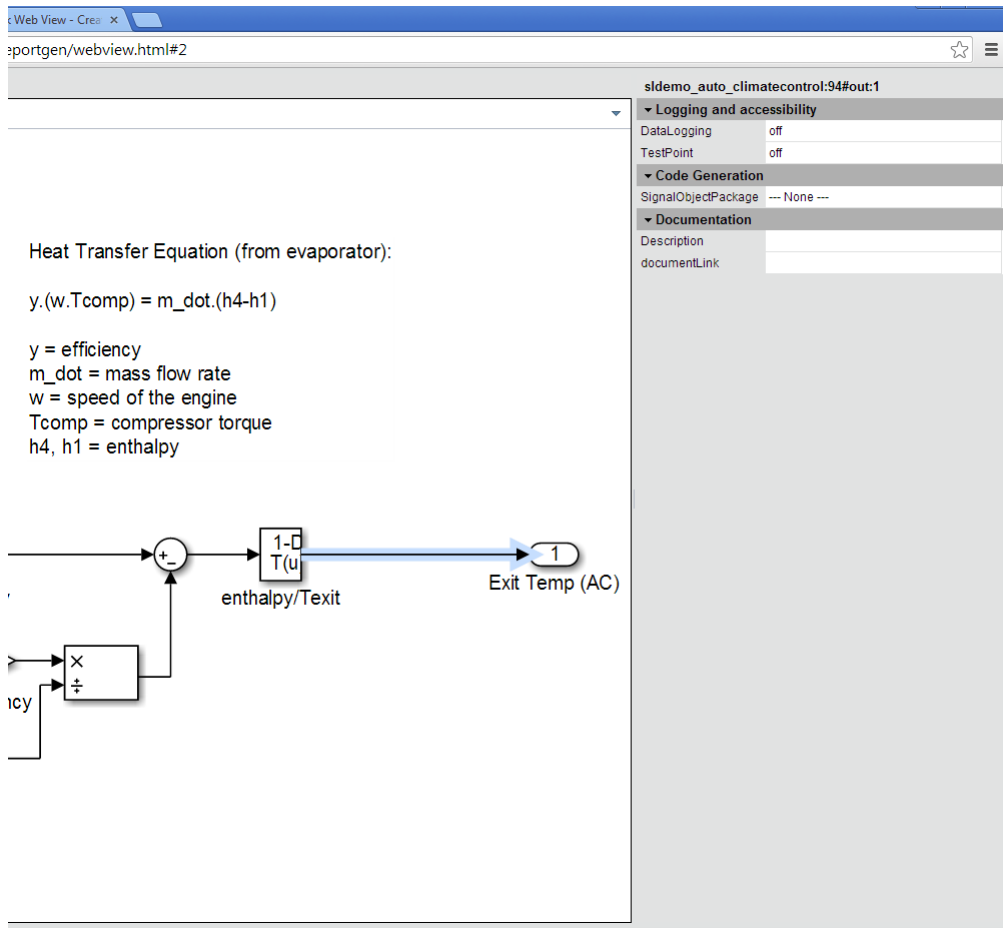 x Web View - Crea ×
eportgen/webview.html#2
sldemo_auto_climatecontrol:94#out:1
Logging and accessibility
DataLogging off
TestPoint off
Code Generation
SignalObjectPackage --- None ---
Documentation
Description
documentLink
Heat Transfer Equation (from evaporator):
y.(w.Tcomp) = m_dot.(h4-h1)
y = efficiency
m_dot = mass flow rate
w = speed of the engine
Tcomp = compressor torque
h4, h1 = enthalpy
+
−
1-D
T(u
enthalpy/Texit
1
Exit Temp (AC)
×
÷
ncy